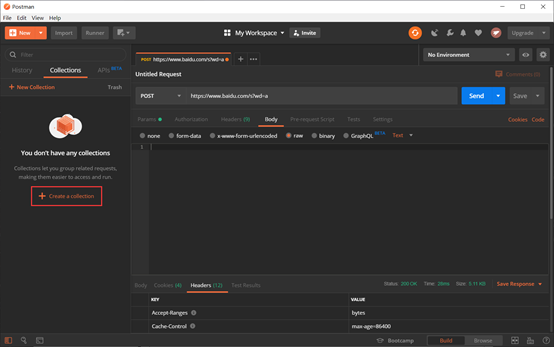 Postman
File Edit View Help
New Import Runner My Workspace Invite Upgrade
Filter
History Collections APIs BETA
New Collection Trash
You don't have any collections
Collections let you group related requests,
making them easier to access and run.
Create a collection
POST https://www.baidu.com/s?wd=a
No Environment
Untitled Request
Comments (0)
POST https://www.baidu.com/s?wd=a Send Save
Params Authorization Headers (9) Body Pre-request Script Tests Settings Cookies Code
none form-data x-www-form-urlencoded raw binary GraphQL BETA Text
1
Body Cookies (4) Headers (12) Test Results Status: 200 OK Time: 38ms Size: 5.11 KB Save Response
KEY VALUE
Accept-Ranges bytes
Cache-Control max-age=86400
Bootcamp Build Browse